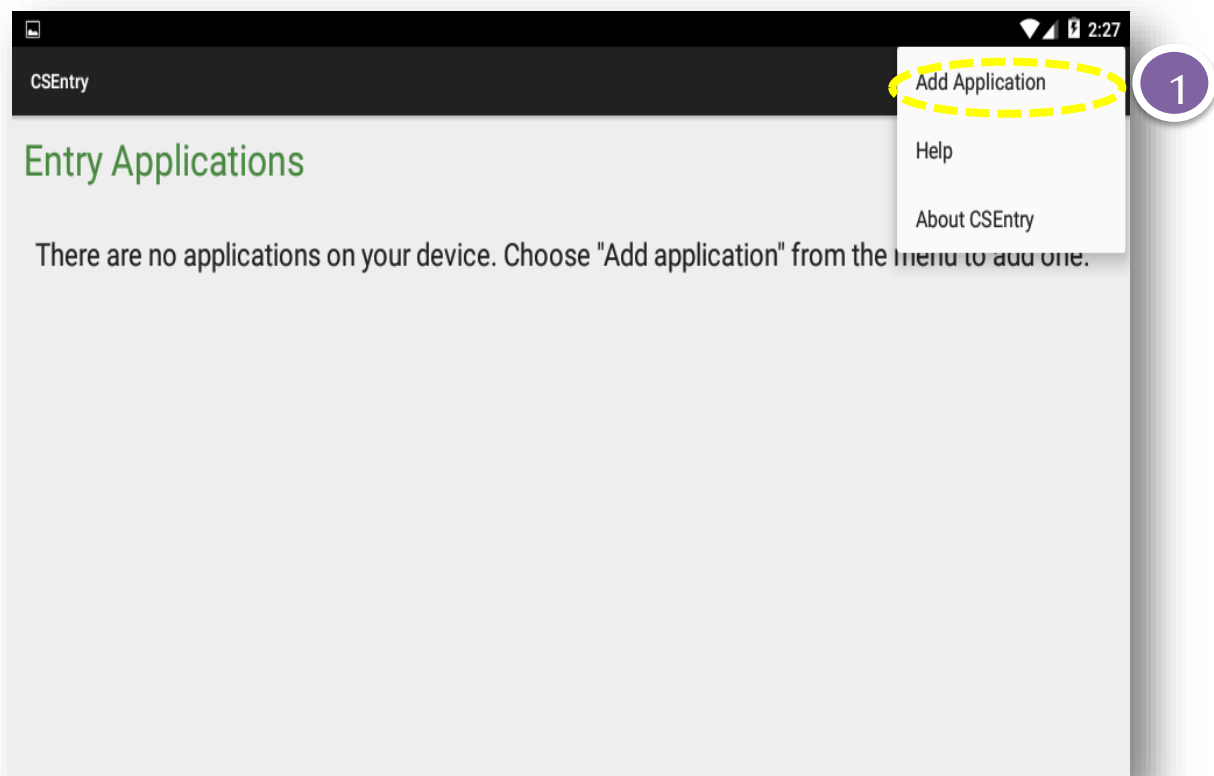 2:27
CSEntry
Add Application
1
Entry Applications
Help
About CSEntry
There are no applications on your device. Choose "Add application" from the menu to add one.